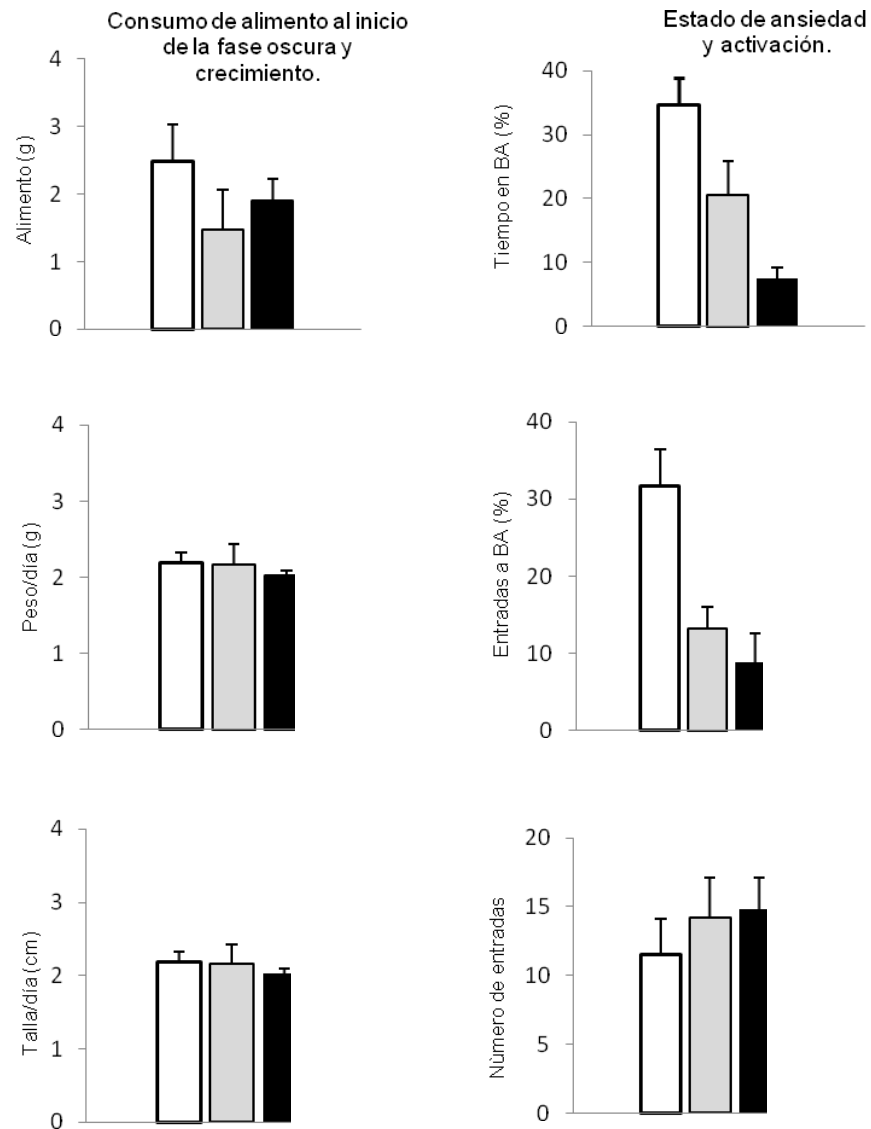 Consumo de alimento al inicio
de la fase oscura y
crecimiento.
4
3
2
1
0
Alimento (g)
Estado de ansiedad
y activación.
40
30
20
10
0
Tiempo en BA (%)
4
3
2
1
0
Peso/día (g)
40
30
20
10
0
Entradas a BA (%)
4
3
2
1
0
Talla/día (cm)
20
15
10
5
0
Nùmero de entradas